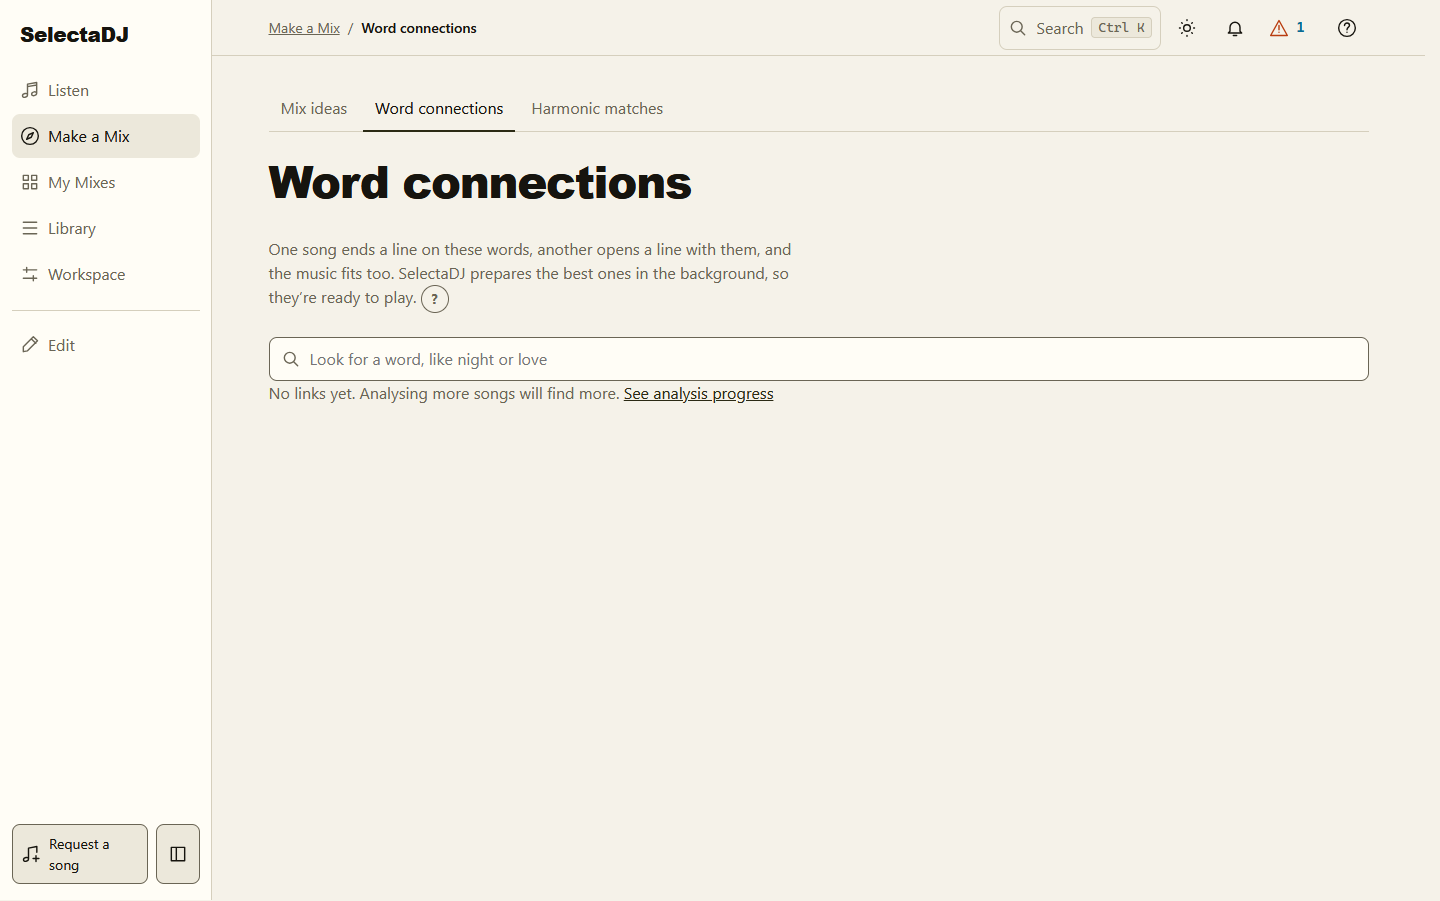 SelectaDJ
Listen
Make a Mix
My Mixes
Library
Workspace
Edit
Request a
song
Make a Mix / Word connections
Search Ctrl K
1
Mix ideas
Word connections
Harmonic matches
Word connections
One song ends a line on these words, another opens a line with them, and
the music fits too. SelectaDJ prepares the best ones in the background, so
they’re ready to play. ?
Look for a word, like night or love
No links yet. Analysing more songs will find more. See analysis progress